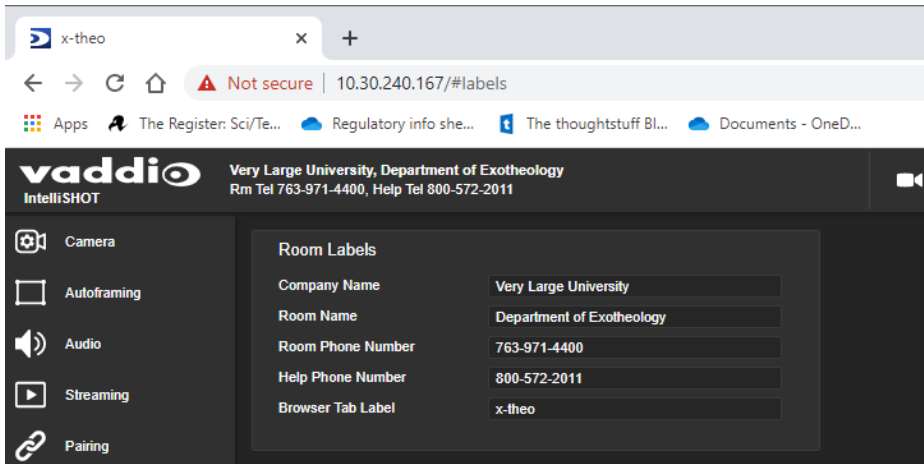 x-theo
Not secure | 10.30.240.167/#labels
Apps The Register: Sci/Te... Regulatory info she... The thoughtstuff Bl... Documents - OneD...
vaddio
IntelliSHOT
Very Large University, Department of Exotheology
Rm Tel 763-971-4400, Help Tel 800-572-2011
Camera
Autoframing
Audio
Streaming
Pairing
Room Labels
Company Name Very Large University
Room Name Department of Exotheology
Room Phone Number 763-971-4400
Help Phone Number 800-572-2011
Browser Tab Label x-theo